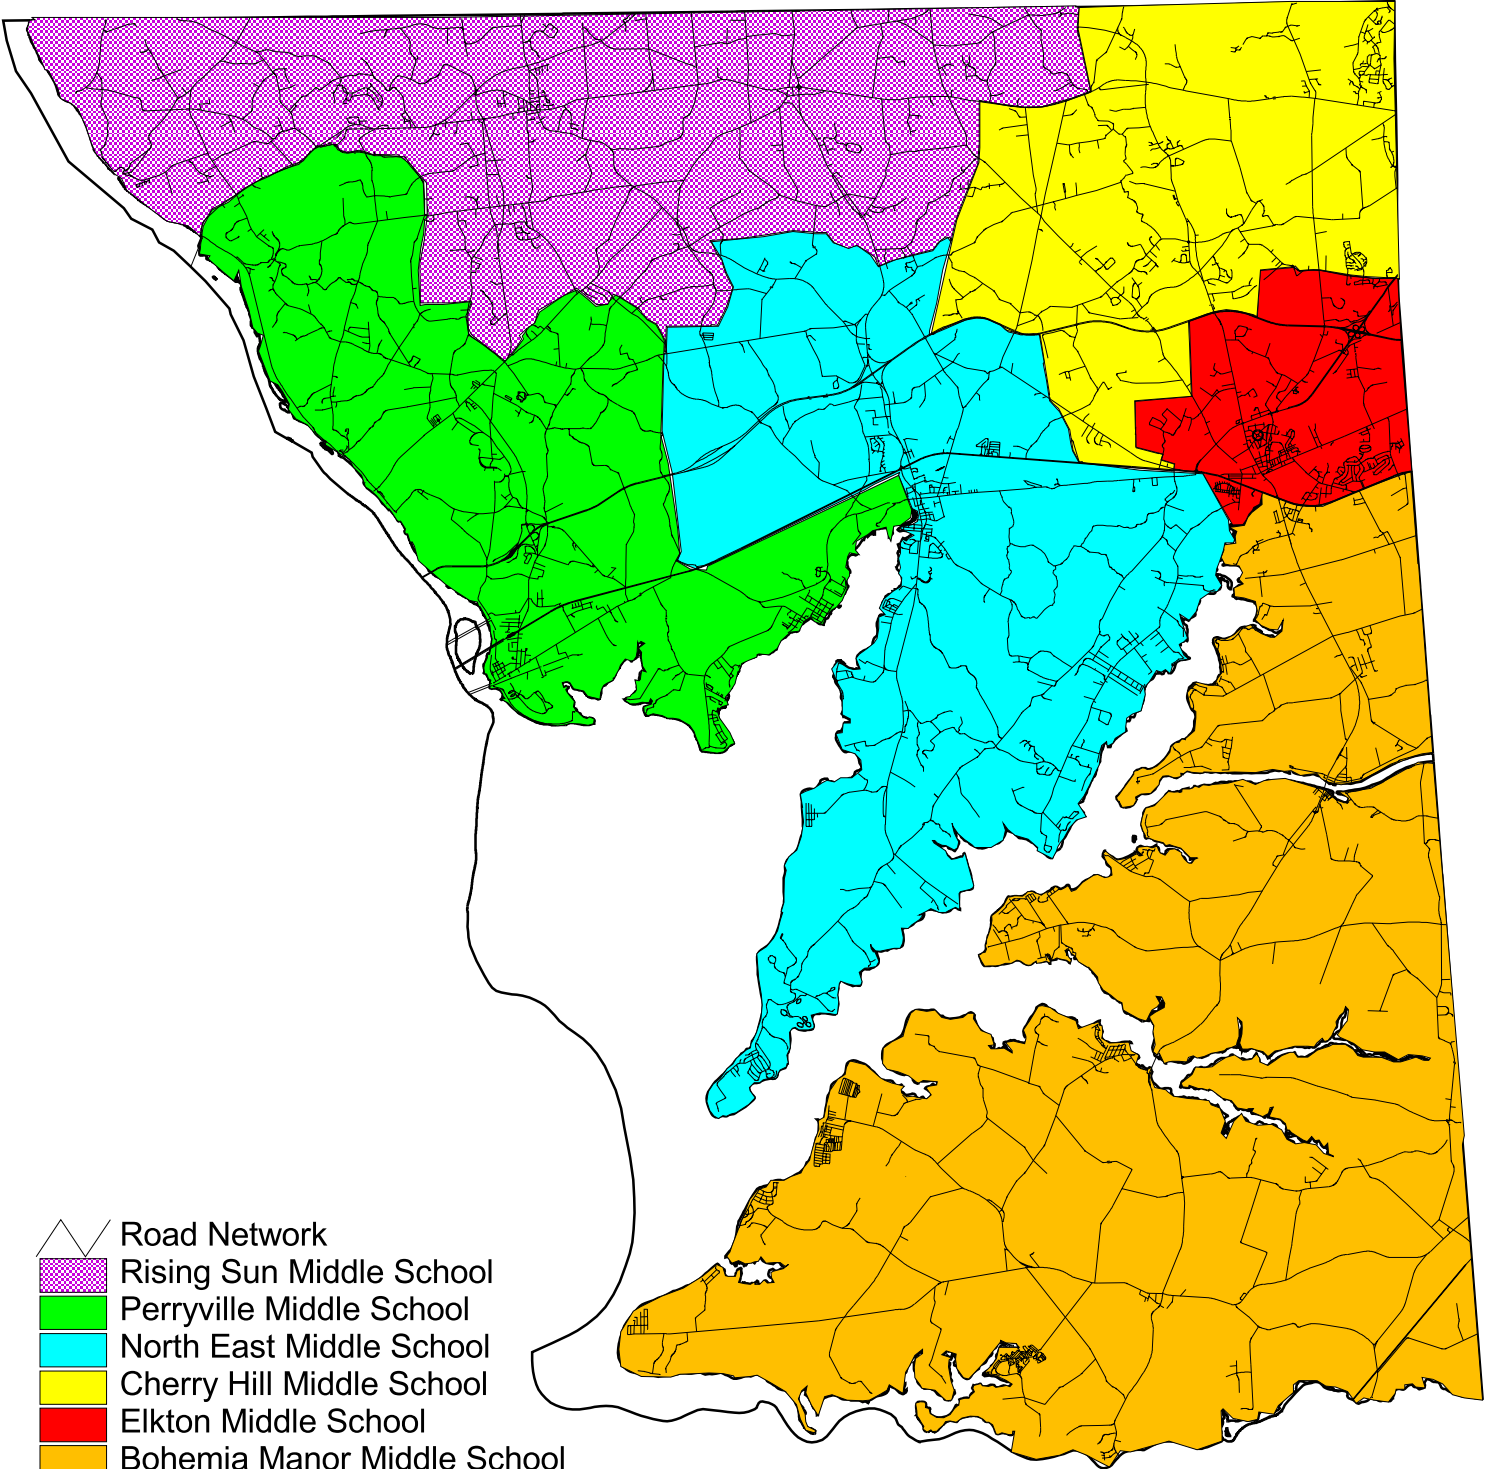 Road Network
Rising Sun Middle School
Perryville Middle School
North East Middle School
Cherry Hill Middle School
Elkton Middle School
Bohemia Manor Middle School